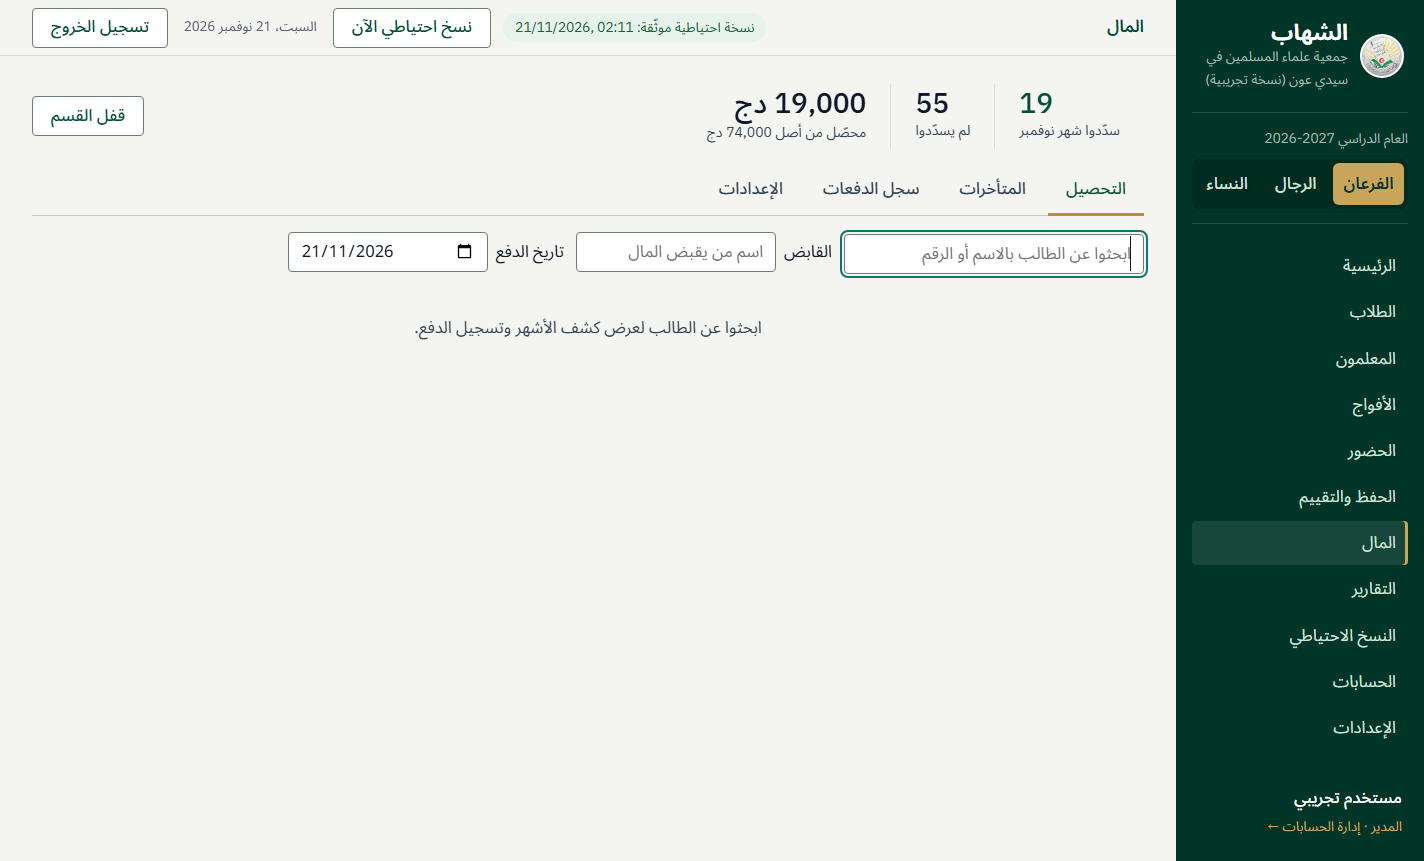 الشهاب
جمعية علماء المسلمين في
سيدي عون (نسخة تجريبية)
العام الدراسي 2027-2026
الفرعان
الرجال
النساء
الرئيسية
الطلاب
المعلمون
الأفواج
الحضور
الحفظ والتقييم
المال
التقارير
النسخ الاحتياطي
الحسابات
الإعدادات
مستخدم تجريبي
المدير · إدارة الحسابات ←
المال
نسخة احتياطية موثّقة: 21/11/2026, 02:11
نسخ احتياطي الآن
السبت، 21 نوفمبر 2026
تسجيل الخروج
19
سدّدوا شهر نوفمبر
55
لم يسدّدوا
19,000 دج
محصّل من أصل 74,000 دج
قفل القسم
التحصيل
المتأخرات
سجل الدفعات
الإعدادات
ابحثوا عن الطالب بالاسم أو الرقم
القابض
اسم من يقبض المال
تاريخ الدفع
21/11/2026
ابحثوا عن الطالب لعرض كشف الأشهر وتسجيل الدفع.